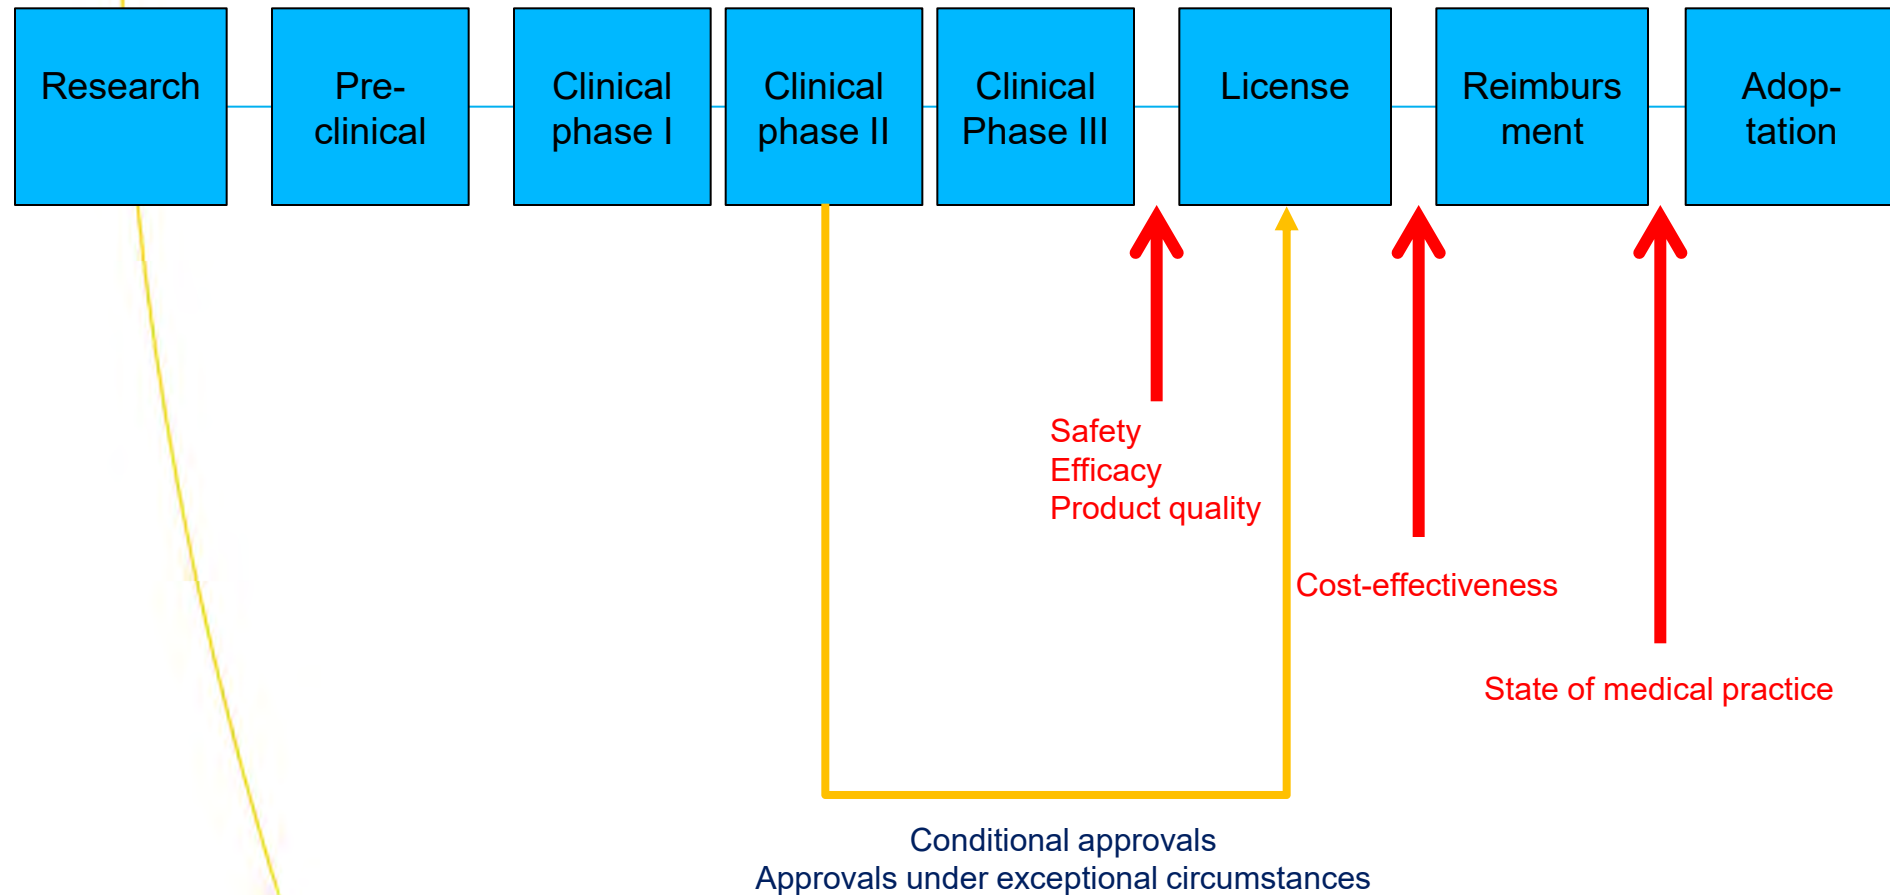 Research
Pre-
clinical
Clinical
phase I
Clinical
phase II
Clinical
Phase III
License
Reimburs
ment
Adop-
tation
Safety
Efficacy
Product quality
Cost-effectiveness
State of medical practice
Conditional approvals
Approvals under exceptional circumstances